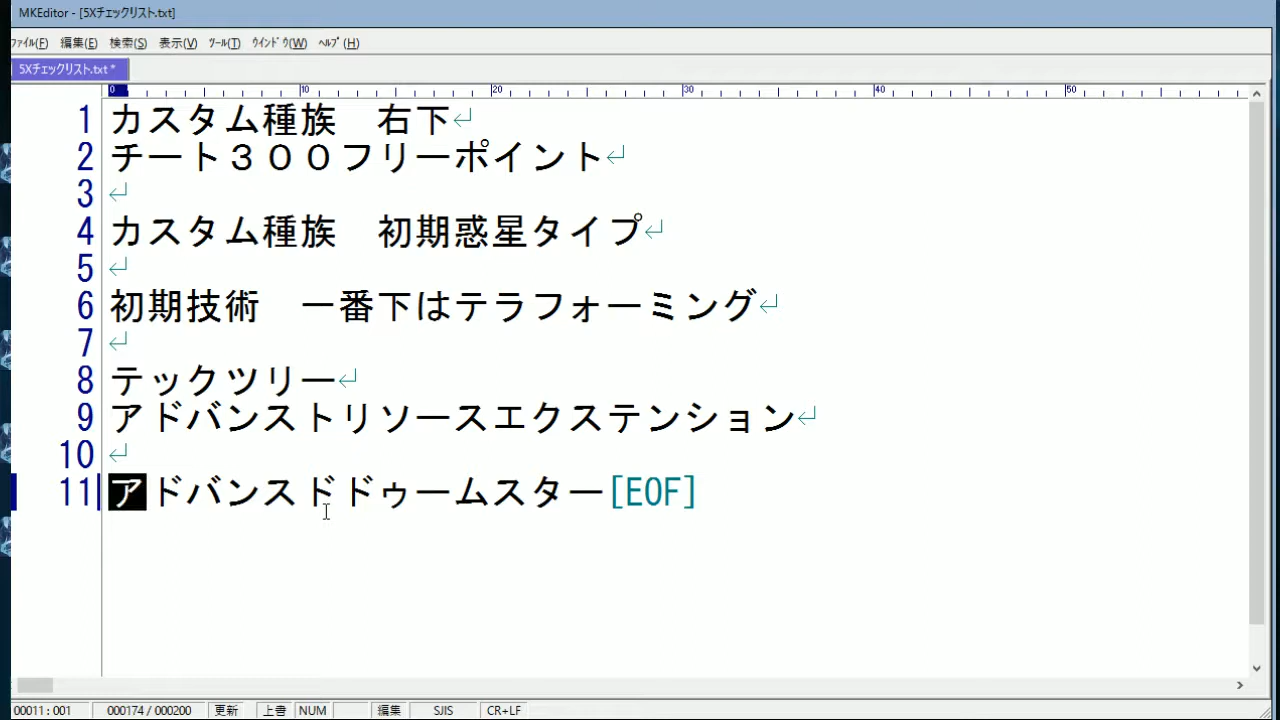 MKEditor - [5Xチェックリスト.txt]
ァイル(F) 編集(E) 検索(S) 表示(V) ツール(T) ウインドウ(W) ヘルプ(H)
5Xチェックリスト.txt *
0 10 20 30 40 50
1 カスタム種族　右下↵
2 チート３００フリーポイント↵
3 ↵
4 カスタム種族　初期惑星タイプ↵
5 ↵
6 初期技術　一番下はテラフォーミング↵
7 ↵
8 テックツリー↵
9 アドバンストリソースエクステンション↵
10 ↵
11 アドバンスドドゥームスター[EOF]
00011 : 001 000174 / 000200 更新 上書 NUM 編集 SJIS CR+LF